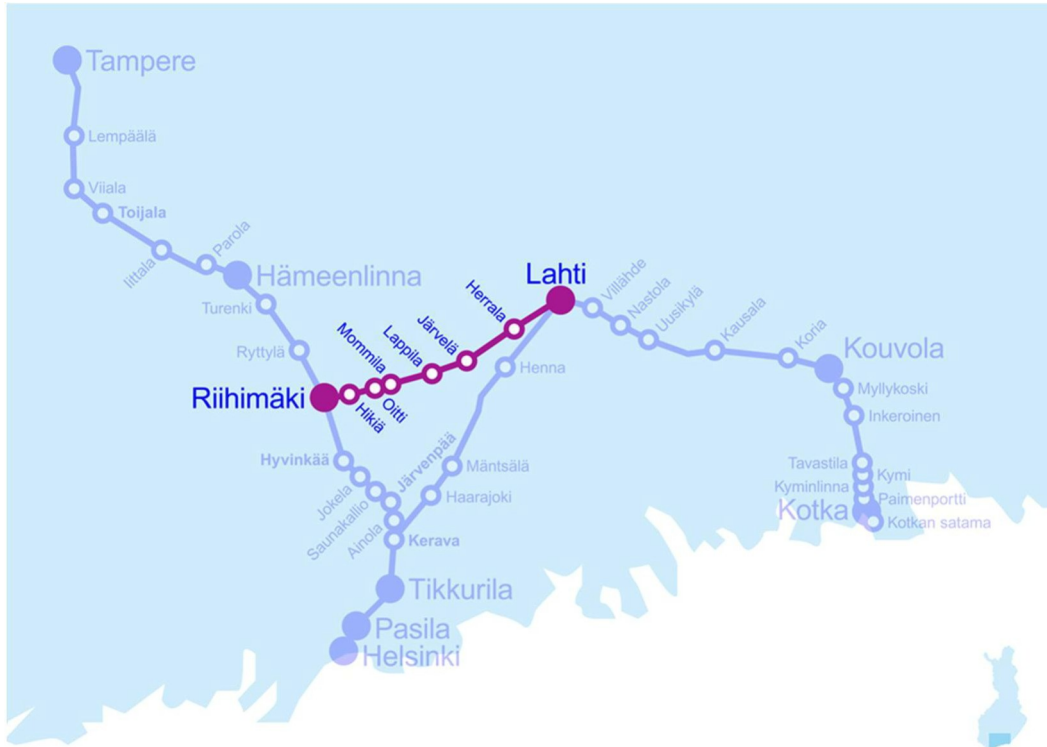 Tampere
Lempäälä
Viiala
Toijala
Iittala
Parola
Hämeenlinna
Turenki
Ryttylä
Riihimäki
Hikiä
Mommila
Oitti
Lappila
Järvelä
Herrala
Lahti
Villähde
Nastola
Uusikylä
Kausala
Koria
Kouvola
Myllykoski
Inkeroinen
Tavastila
Kymi
Kyminlinna
Paimenportti
Kotka
Kotkan satama
Henna
Mäntsälä
Haarajoki
Hyvinkää
Jokela
Saunakallio
Järvenpää
Ainola
Kerava
Tikkurila
Pasila
Helsinki